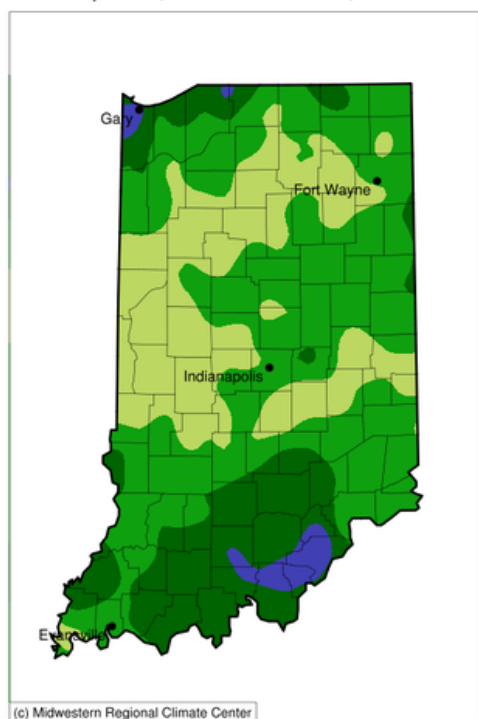 Gary
Fort Wayne
Indianapolis
Evansville
(c) Midwestern Regional Climate Center